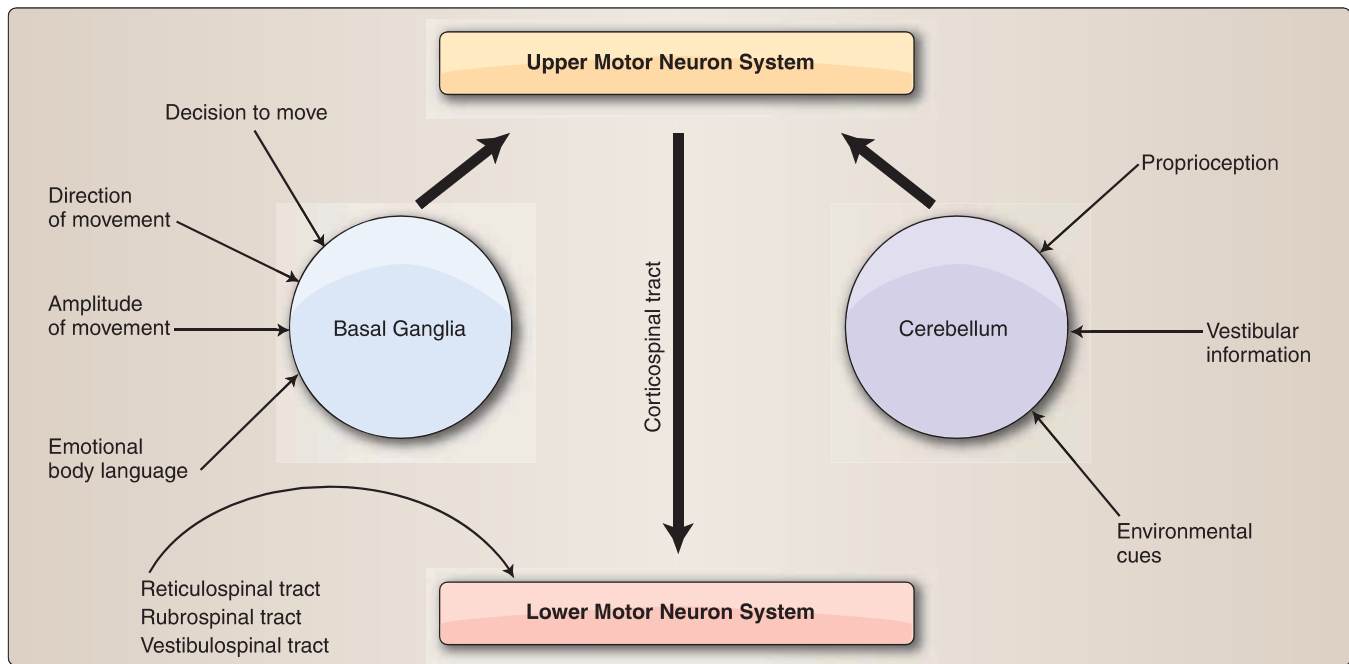 Upper Motor Neuron System
Decision to move
Direction
of movement
Amplitude
of movement
Emotional
body language
Basal Ganglia
Corticospinal tract
Cerebellum
Proprioception
Vestibular
information
Environmental
cues
Reticulospinal tract
Rubrospinal tract
Vestibulospinal tract
Lower Motor Neuron System